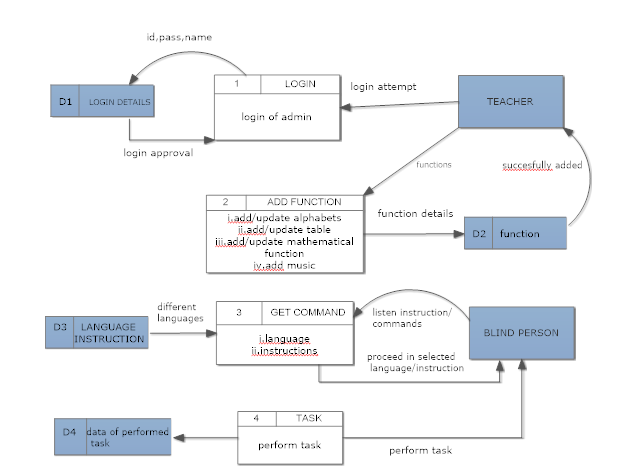 id,pass,name
1 LOGIN
login attempt
D1 LOGIN DETAILS
TEACHER
login of admin
login approval
functions
succesfully added
2 ADD FUNCTION
i.add/update alphabets
ii.add/update table
iii.add/update mathematical
function
iv.add music
function details
D2 function
different
languages
3 GET COMMAND
listen instruction/
commands
D3 LANGUAGE
INSTRUCTION
BLIND PERSON
i.language
ii.instructions
proceed in selected
language/instruction
4 TASK
D4 data of performed
task
perform task
perform task